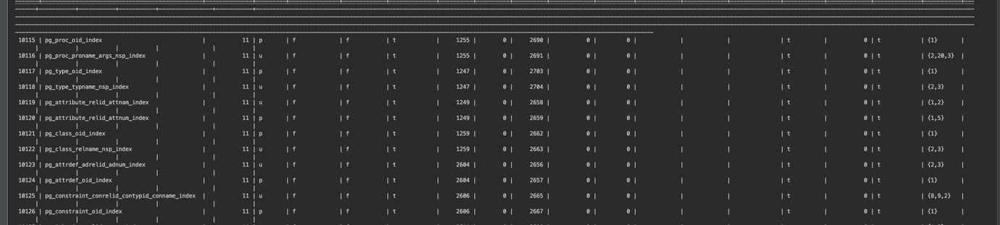 10115 | pg_proc_oid_index | 11 | p | f | f | t | 1255 | 0 | 2690 | 0 | 0 | | | | t | 0 | t | {1} |
| | | | | |
10116 | pg_proc_proname_args_nsp_index | 11 | u | f | f | t | 1255 | 0 | 2691 | 0 | 0 | | | | t | 0 | t | {2,20,3} |
| | | | | |
10117 | pg_type_oid_index | 11 | p | f | f | t | 1247 | 0 | 2703 | 0 | 0 | | | | t | 0 | t | {1} |
| | | | | |
10118 | pg_type_typname_nsp_index | 11 | u | f | f | t | 1247 | 0 | 2704 | 0 | 0 | | | | t | 0 | t | {2,3} |
| | | | | |
10119 | pg_attribute_relid_attnam_index | 11 | u | f | f | t | 1249 | 0 | 2658 | 0 | 0 | | | | t | 0 | t | {1,2} |
| | | | | |
10120 | pg_attribute_relid_attnum_index | 11 | p | f | f | t | 1249 | 0 | 2659 | 0 | 0 | | | | t | 0 | t | {1,5} |
| | | | | |
10121 | pg_class_oid_index | 11 | p | f | f | t | 1259 | 0 | 2662 | 0 | 0 | | | | t | 0 | t | {1} |
| | | | | |
10122 | pg_class_relname_nsp_index | 11 | u | f | f | t | 1259 | 0 | 2663 | 0 | 0 | | | | t | 0 | t | {2,3} |
| | | | | |
10123 | pg_attrdef_adrelid_adnum_index | 11 | u | f | f | t | 2604 | 0 | 2656 | 0 | 0 | | | | t | 0 | t | {2,3} |
| | | | | |
10124 | pg_attrdef_oid_index | 11 | p | f | f | t | 2604 | 0 | 2657 | 0 | 0 | | | | t | 0 | t | {1} |
| | | | | |
10125 | pg_constraint_conrelid_contypid_conname_index | 11 | u | f | f | t | 2606 | 0 | 2665 | 0 | 0 | | | | t | 0 | t | {8,9,2} |
| | | | | |
10126 | pg_constraint_oid_index | 11 | p | f | f | t | 2606 | 0 | 2667 | 0 | 0 | | | | t | 0 | t | {1} |
| | | | | |